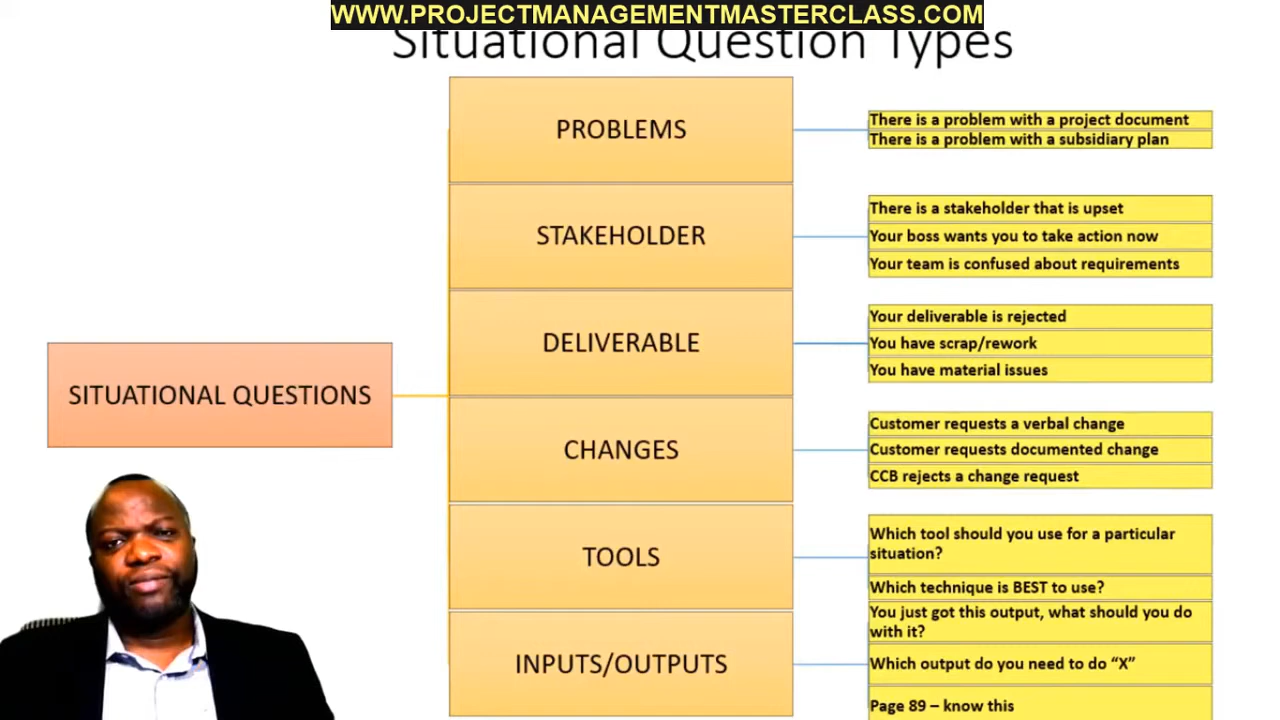 WWW.PROJECTMANAGEMENTMASTERCLASS.COM
Situational Question Types
SITUATIONAL QUESTIONS
PROBLEMS
There is a problem with a project document
There is a problem with a subsidiary plan
STAKEHOLDER
There is a stakeholder that is upset
Your boss wants you to take action now
Your team is confused about requirements
DELIVERABLE
Your deliverable is rejected
You have scrap/rework
You have material issues
CHANGES
Customer requests a verbal change
Customer requests documented change
CCB rejects a change request
TOOLS
Which tool should you use for a particular
situation?
Which technique is BEST to use?
INPUTS/OUTPUTS
You just got this output, what should you do
with it?
Which output do you need to do “X”
Page 89 – know this